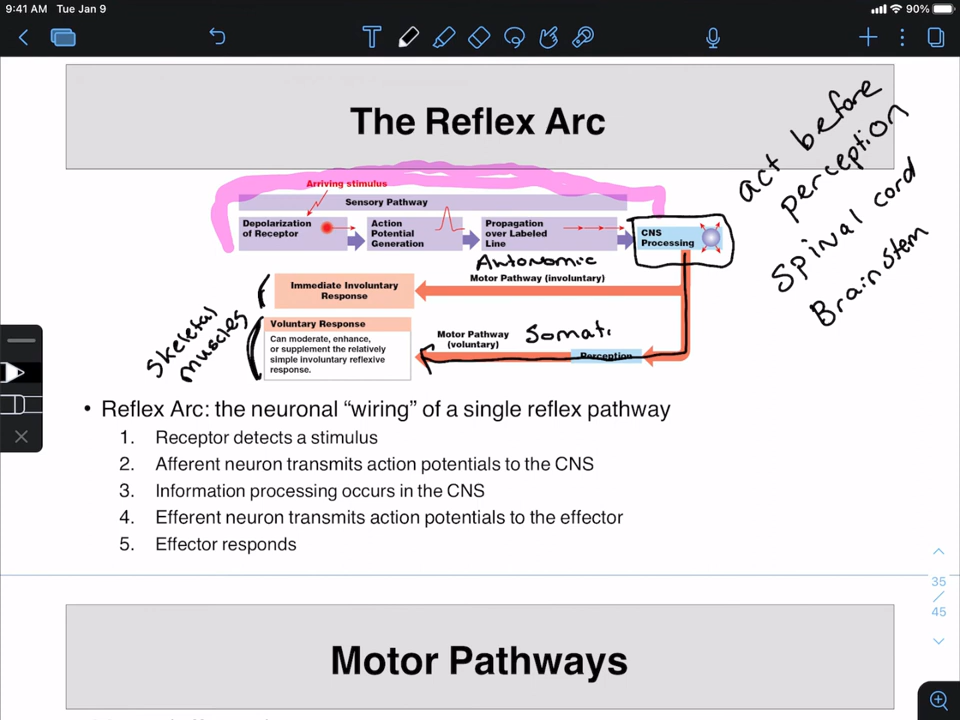 9:41 AM Tue Jan 9
90%
T
The Reflex Arc
act before
perception
Spinal cord
Brain stem
Arriving stimulus
Sensory Pathway
Depolarization
of Receptor
Action
Potential
Generation
Propagation
over Labeled
Line
CNS
Processing
Autonomic
Motor Pathway (involuntary)
Immediate Involuntary
Response
Skeletal
muscles
Voluntary Response
Can moderate, enhance,
or supplement the relatively
simple involuntary reflexive
response.
Motor Pathway
(voluntary)
Somati
Perception
• Reflex Arc: the neuronal “wiring” of a single reflex pathway
1. Receptor detects a stimulus
2. Afferent neuron transmits action potentials to the CNS
3. Information processing occurs in the CNS
4. Efferent neuron transmits action potentials to the effector
5. Effector responds
35
/
45
Motor Pathways